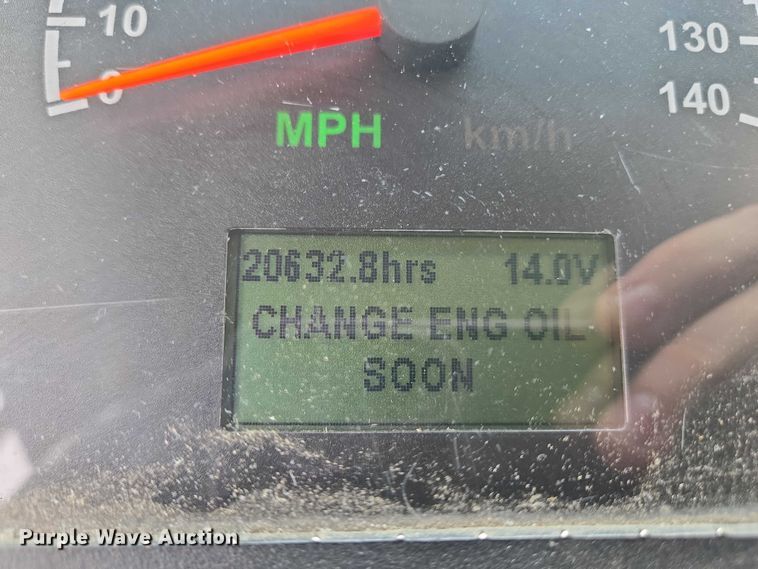 10
0
130
140
MPH km/h
20632.8hrs 14.0V
CHANGE ENG OIL
SOON
Purple Wave Auction